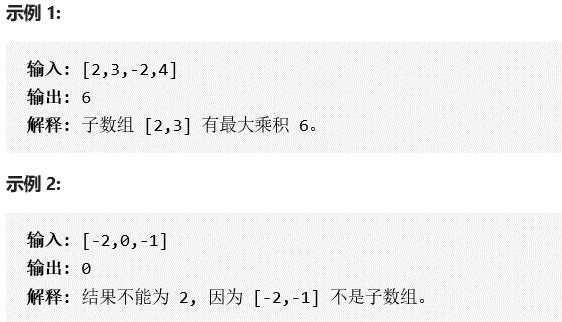 示例 1:
输入: [2,3,-2,4]
输出: 6
解释: 子数组 [2,3] 有最大乘积 6。
示例 2:
输入: [-2,0,-1]
输出: 0
解释: 结果不能为 2, 因为 [-2,-1] 不是子数组。